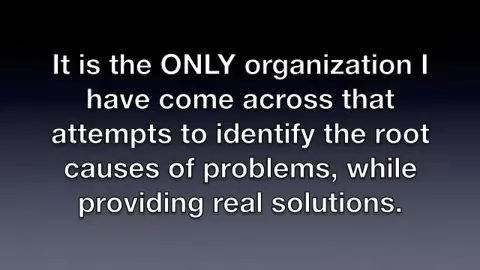 It is the ONLY organization I
have come across that
attempts to identify the root
causes of problems, while
providing real solutions.